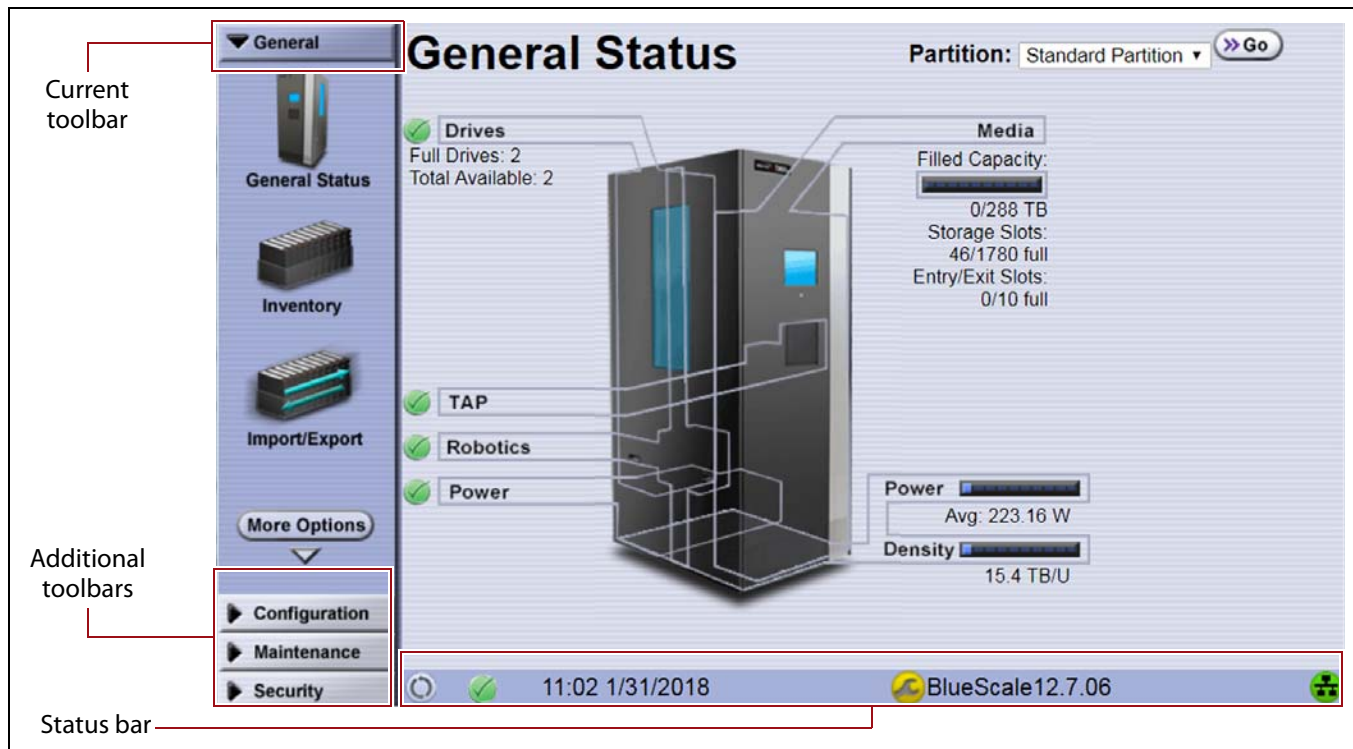 Current
toolbar
General
General Status
Inventory
Import/Export
More Options
Additional
toolbars
Configuration
Maintenance
Security
Status bar
General Status
Partition: Standard Partition Go
Drives
Full Drives: 2
Total Available: 2
TAP
Robotics
Power
Media
Filled Capacity:
0/288 TB
Storage Slots:
46/1780 full
Entry/Exit Slots:
0/10 full
Power
Avg: 223.16 W
Density
15.4 TB/U
11:02 1/31/2018
BlueScale12.7.06